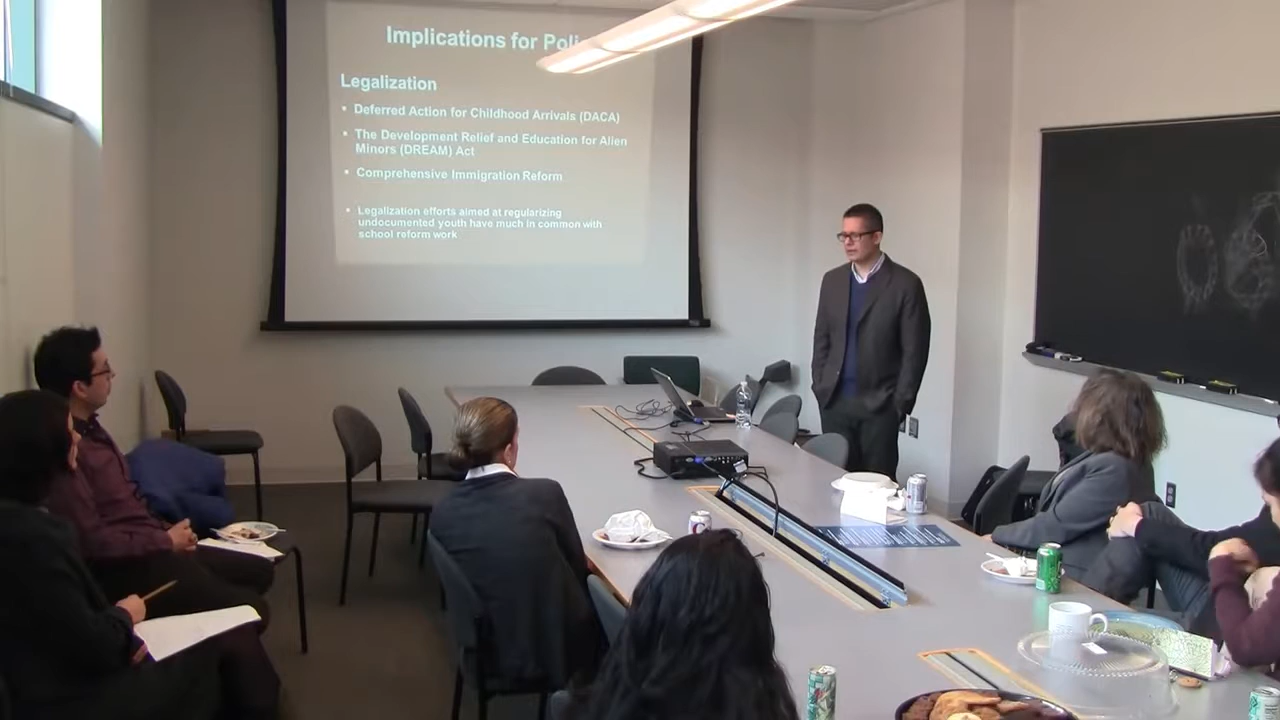 Implications for
Legalization
• Deferred Action for Childhood Arrivals (DACA)
• The Development Relief and Education for Alien
Minors (DREAM) Act
• Comprehensive Immigration Reform
• Legalization efforts aimed at regularizing
undocumented youth have much in common with
school reform work